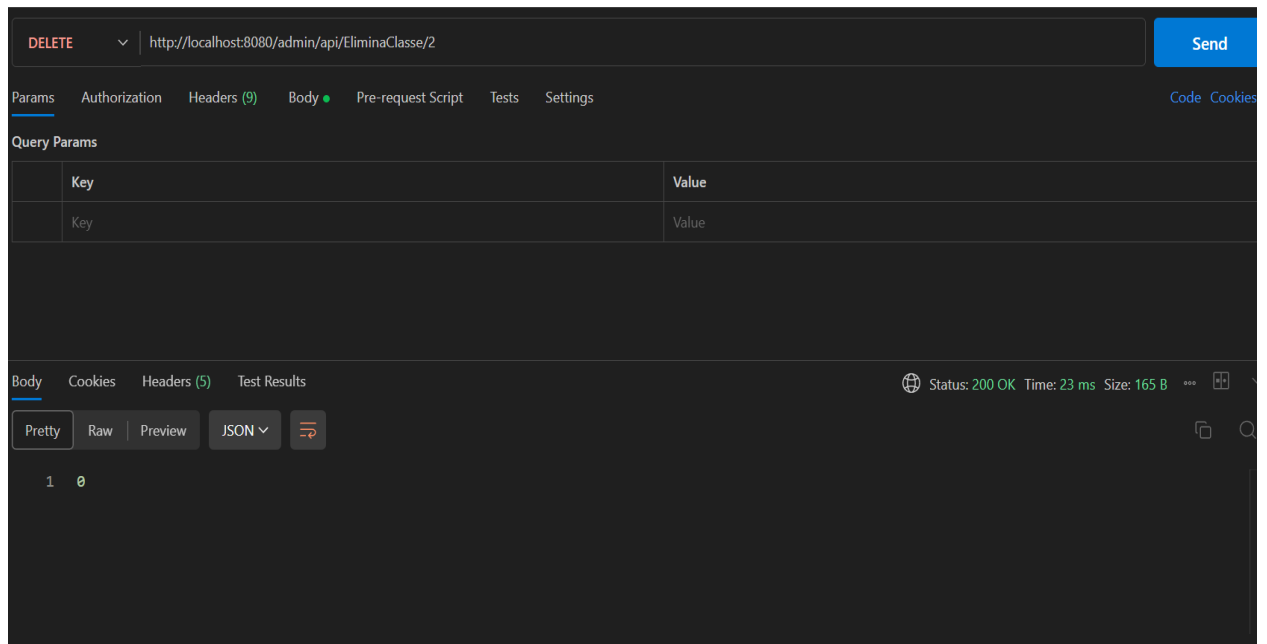 DELETE http://localhost:8080/admin/api/EliminaClasse/2 Send
Params Authorization Headers (9) Body Pre-request Script Tests Settings Code Cookies
Query Params
Key Value
Key Value
Body Cookies Headers (5) Test Results Status: 200 OK Time: 23 ms Size: 165 B
Pretty Raw Preview JSON
1 0